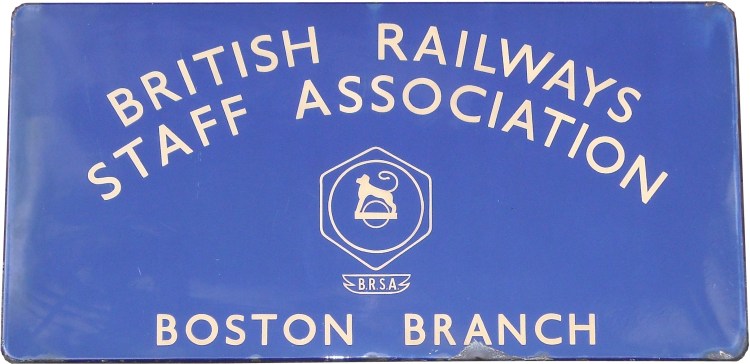 BRITISH RAILWAYS
STAFF ASSOCIATION
B.R.S.A
BOSTON BRANCH